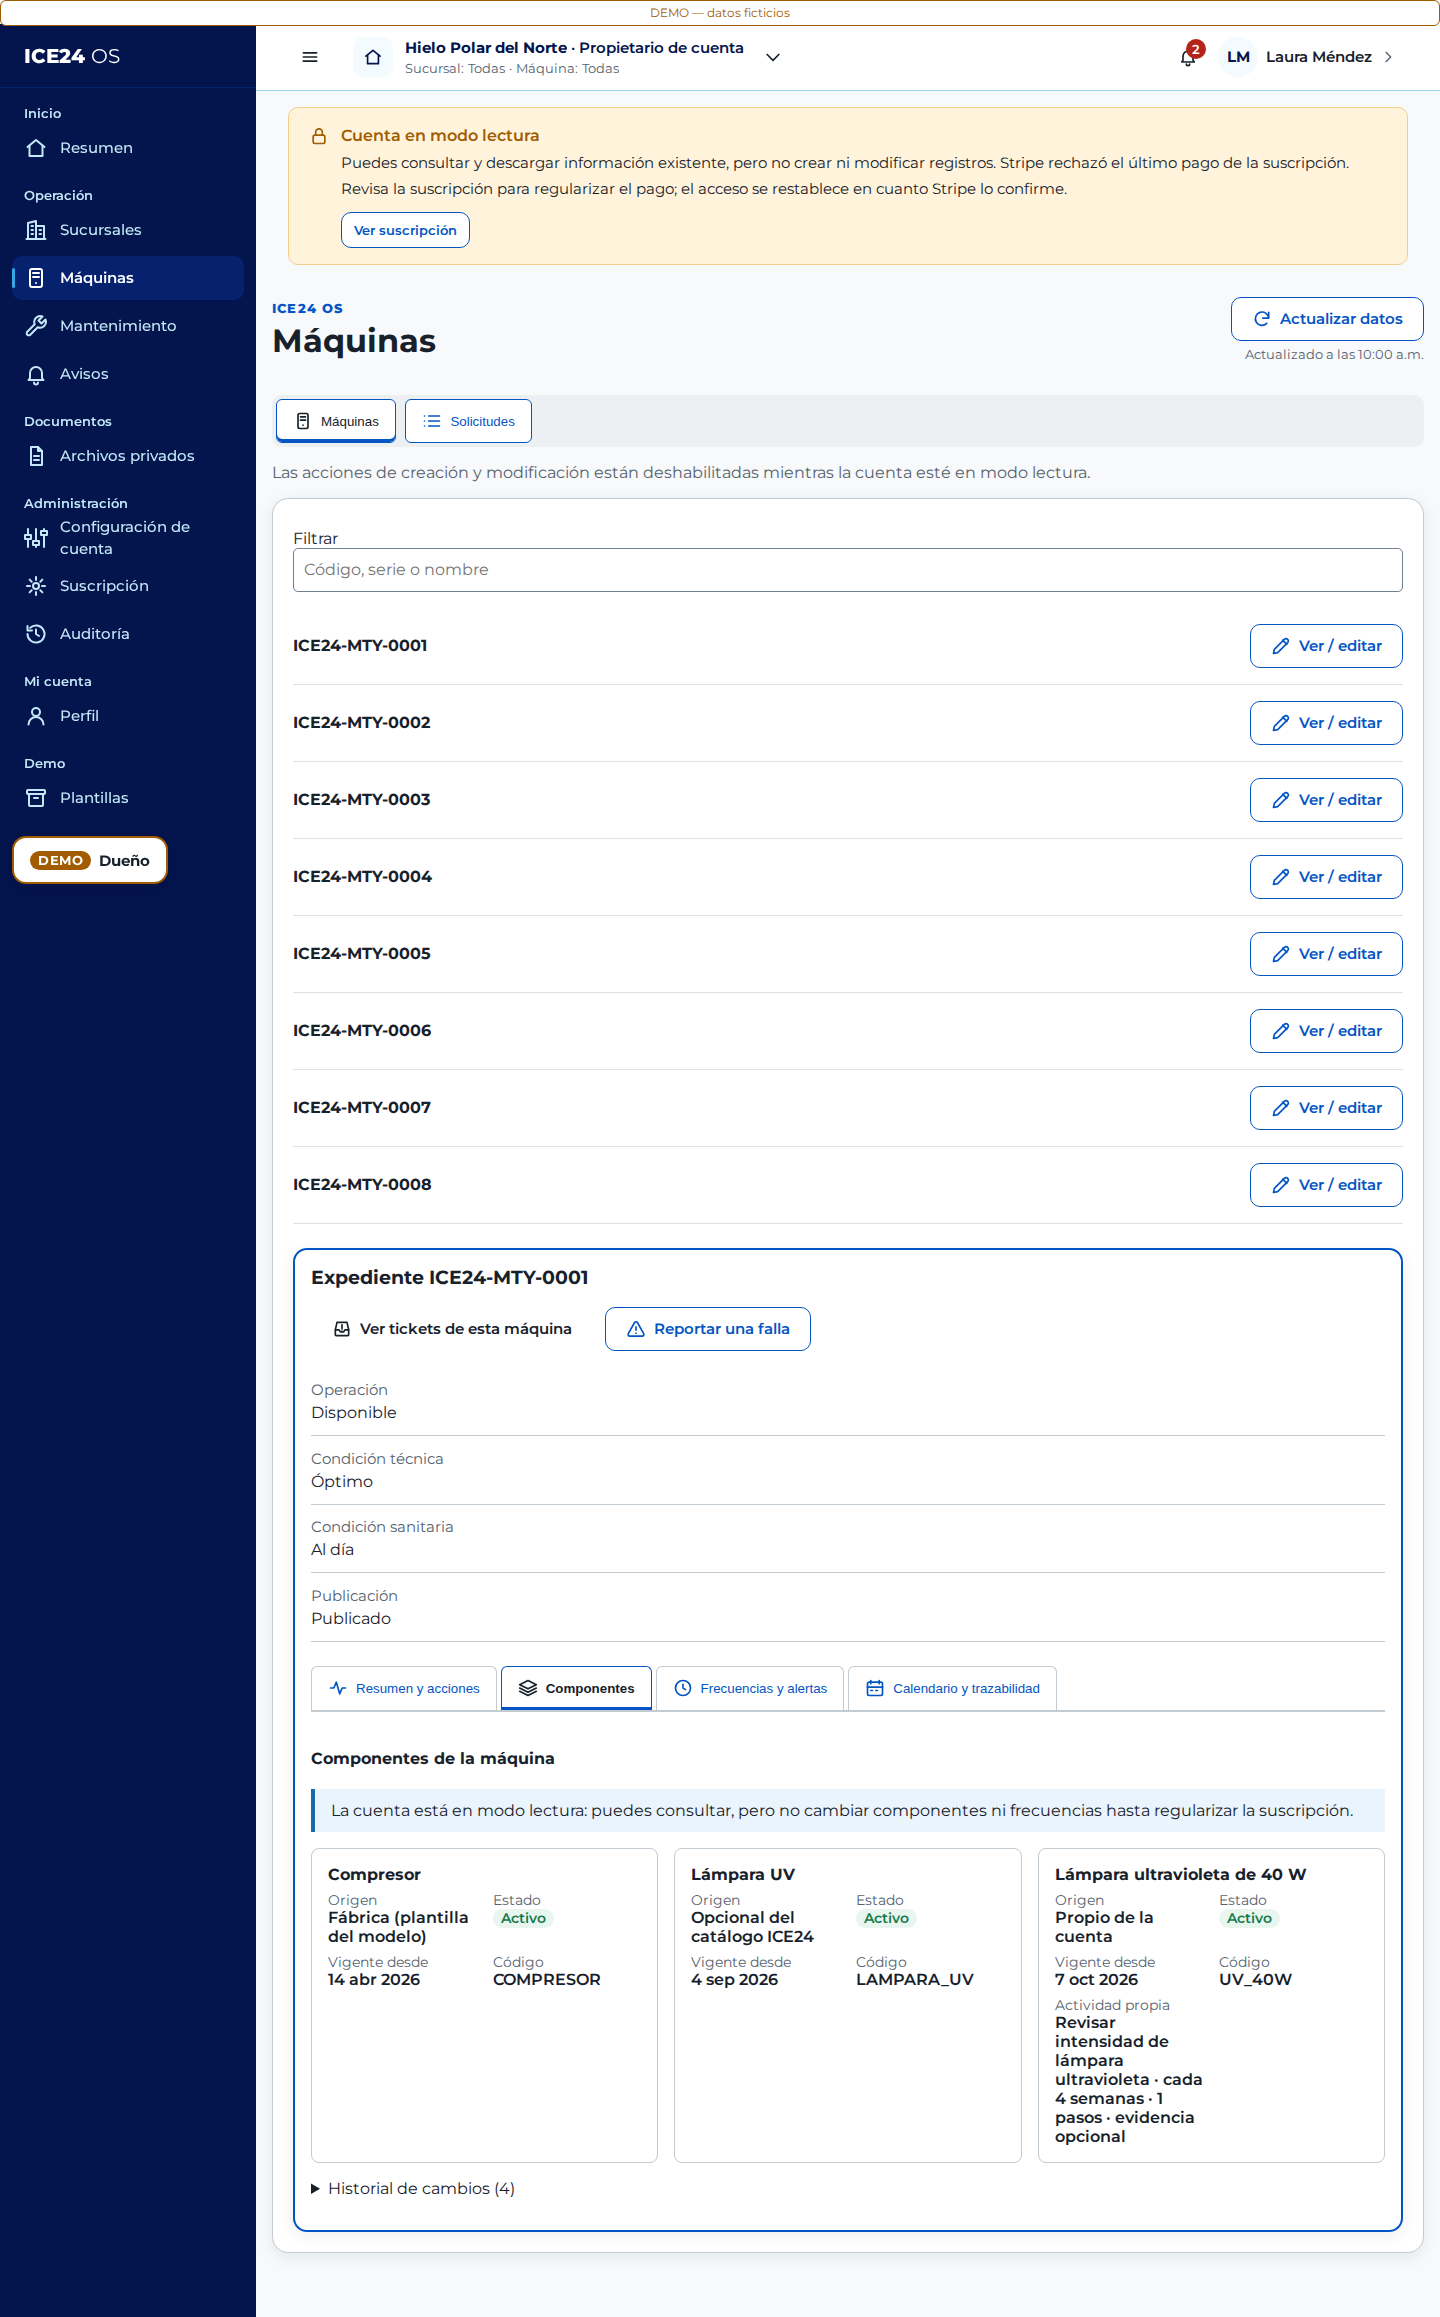 DEMO — datos ficticios
ICE24 OS
Inicio
Resumen
Operación
Sucursales
Máquinas
Mantenimiento
Avisos
Documentos
Archivos privados
Administración
Configuración de
cuenta
Suscripción
Auditoría
Mi cuenta
Perfil
Demo
Plantillas
DEMO Dueño
Hielo Polar del Norte · Propietario de cuenta
Sucursal: Todas · Máquina: Todas
2
LM Laura Méndez
Cuenta en modo lectura
Puedes consultar y descargar información existente, pero no crear ni modificar registros. Stripe rechazó el último pago de la suscripción.
Revisa la suscripción para regularizar el pago; el acceso se restablece en cuanto Stripe lo confirme.
Ver suscripción
ICE24 OS
Máquinas
Actualizar datos
Actualizado a las 10:00 a.m.
Máquinas
Solicitudes
Las acciones de creación y modificación están deshabilitadas mientras la cuenta esté en modo lectura.
Filtrar
Código, serie o nombre
ICE24-MTY-0001
Ver / editar
ICE24-MTY-0002
Ver / editar
ICE24-MTY-0003
Ver / editar
ICE24-MTY-0004
Ver / editar
ICE24-MTY-0005
Ver / editar
ICE24-MTY-0006
Ver / editar
ICE24-MTY-0007
Ver / editar
ICE24-MTY-0008
Ver / editar
Expediente ICE24-MTY-0001
Ver tickets de esta máquina
Reportar una falla
Operación
Disponible
Condición técnica
Óptimo
Condición sanitaria
Al día
Publicación
Publicado
Resumen y acciones
Componentes
Frecuencias y alertas
Calendario y trazabilidad
Componentes de la máquina
La cuenta está en modo lectura: puedes consultar, pero no cambiar componentes ni frecuencias hasta regularizar la suscripción.
Compresor
Origen
Fábrica (plantilla
del modelo)
Estado
Activo
Vigente desde
14 abr 2026
Código
COMPRESOR
Lámpara UV
Origen
Opcional del
catálogo ICE24
Estado
Activo
Vigente desde
4 sep 2026
Código
LAMPARA_UV
Lámpara ultravioleta de 40 W
Origen
Propio de la
cuenta
Estado
Activo
Vigente desde
7 oct 2026
Código
UV_40W
Actividad propia
Revisar
intensidad de
lámpara
ultravioleta · cada
4 semanas · 1
pasos · evidencia
opcional
Historial de cambios (4)